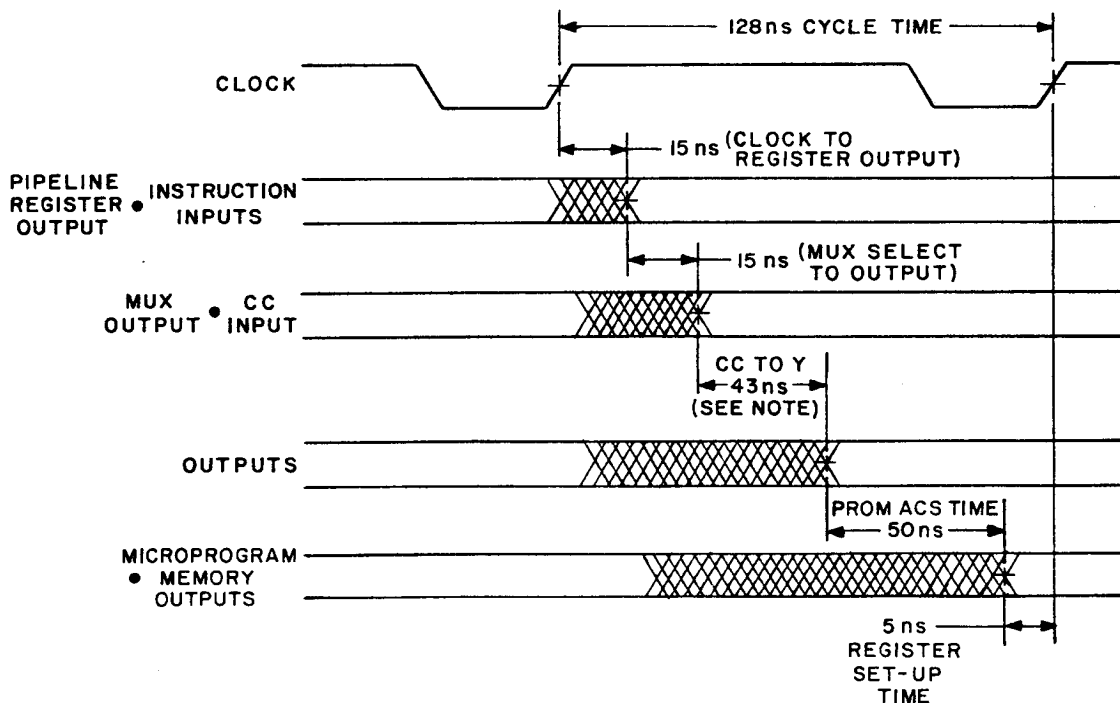 128ns CYCLE TIME
CLOCK
15 ns (CLOCK TO
REGISTER OUTPUT)
PIPELINE
REGISTER
OUTPUT
• INSTRUCTION
INPUTS
15 ns (MUX SELECT
TO OUTPUT)
MUX
OUTPUT
• CC
INPUT
CC TO Y
43ns
(SEE NOTE)
OUTPUTS
PROM ACS TIME
50ns
MICROPROGRAM
• MEMORY
OUTPUTS
5ns
REGISTER
SET-UP
TIME